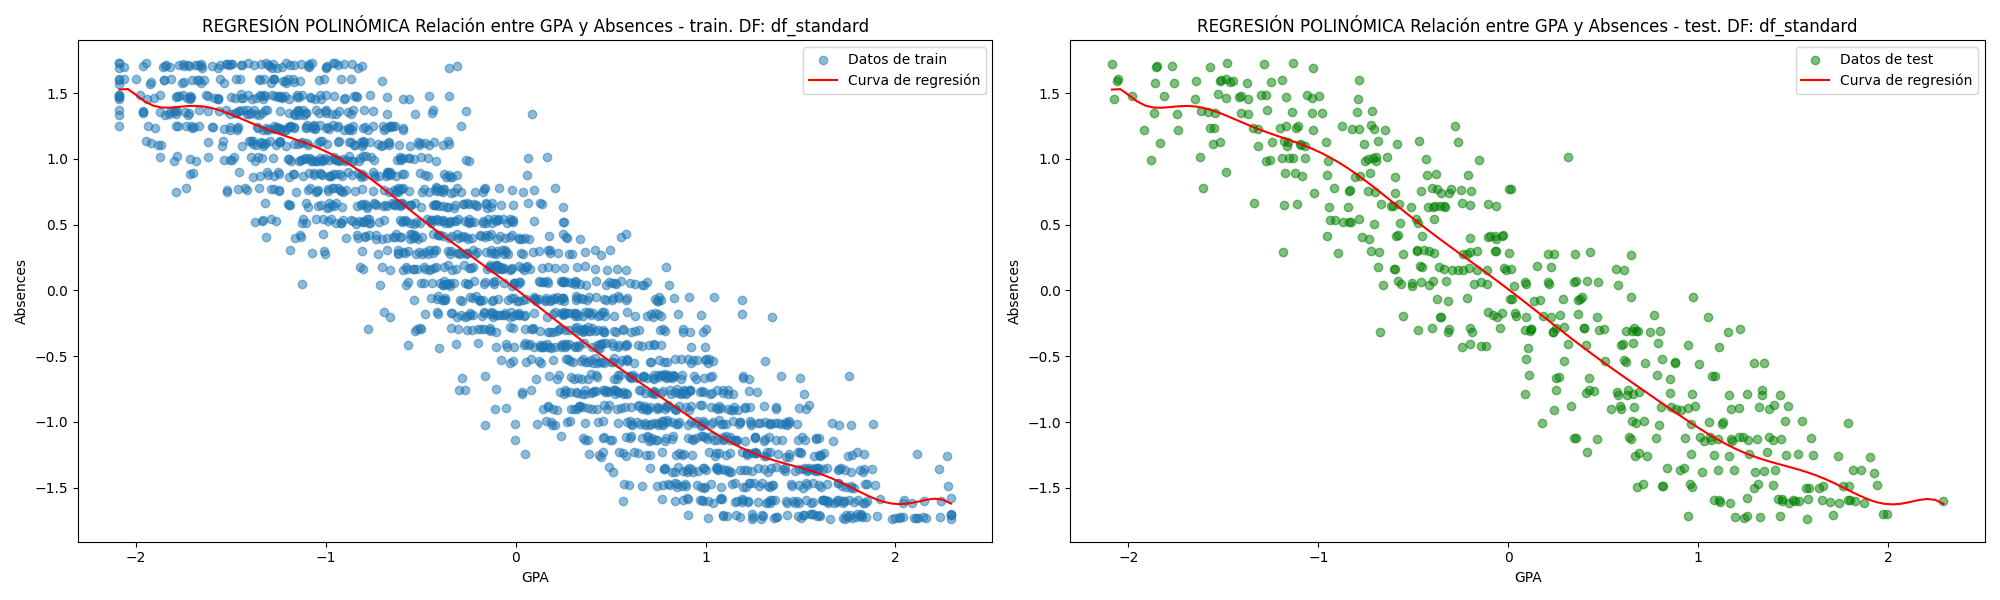 REGRESIÓN POLINÓMICA Relación entre GPA y Absences - train. DF: df_standard
Datos de train
Curva de regresión
1.5
1.0
0.5
0.0
−0.5
−1.0
−1.5
Absences
−2
−1
0
1
2
GPA
REGRESIÓN POLINÓMICA Relación entre GPA y Absences - test. DF: df_standard
Datos de test
Curva de regresión
1.5
1.0
0.5
0.0
−0.5
−1.0
−1.5
Absences
−2
−1
0
1
2
GPA